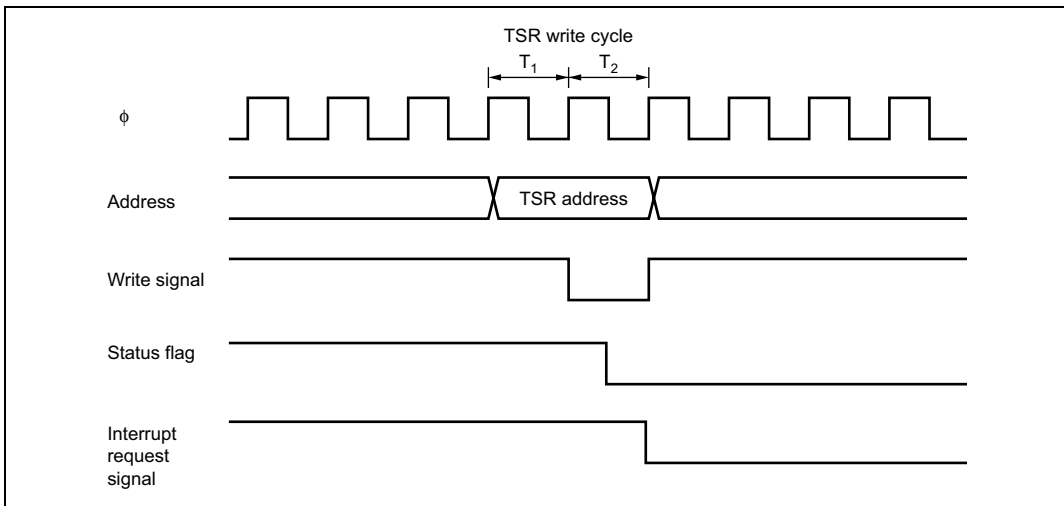 TSR write cycle
T₁ T₂
ϕ
Address
TSR address
Write signal
Status flag
Interrupt
request
signal